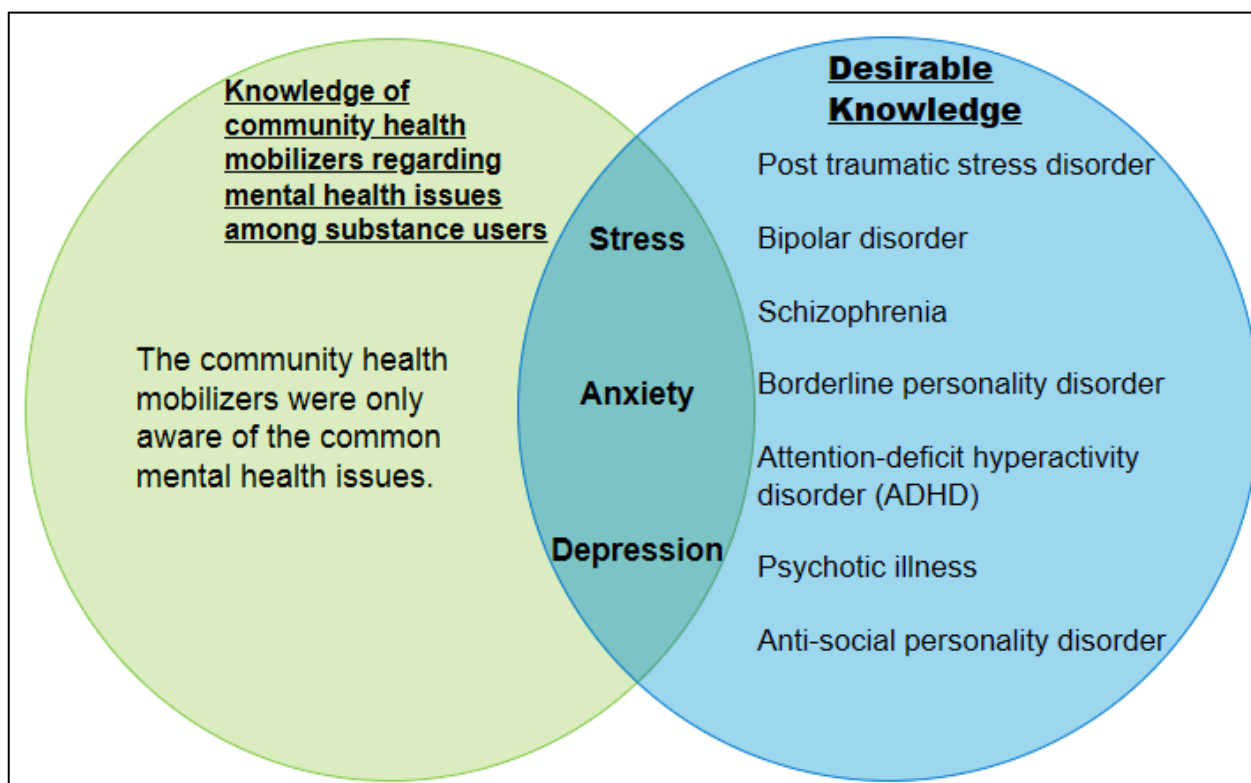 Knowledge of
community health
mobilizers regarding
mental health issues
among substance users
The community health
mobilizers were only
aware of the common
mental health issues.
Stress
Anxiety
Depression
Desirable
Knowledge
Post traumatic stress disorder
Bipolar disorder
Schizophrenia
Borderline personality disorder
Attention-deficit hyperactivity
disorder (ADHD)
Psychotic illness
Anti-social personality disorder